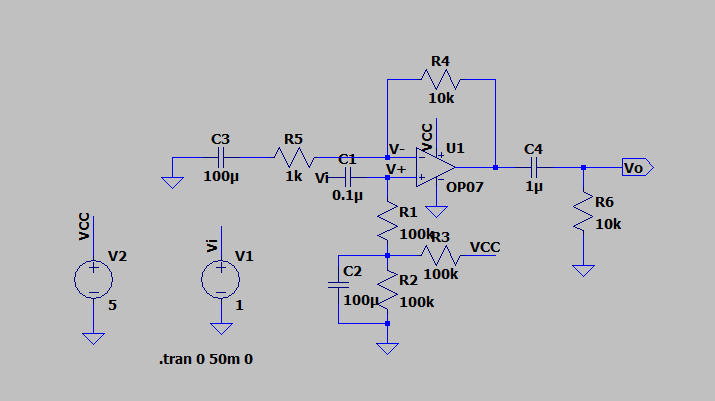 R4
10k
VCC
C3
R5
V-
U1
C4
C1
V+
Vo
100µ
1k
Vi
0.1µ
OP07
1µ
R1
R6
100k
10k
VCC
Vi
R3
VCC
V2
V1
C2
100k
R2
100µ
100k
5
1
.tran 0 50m 0